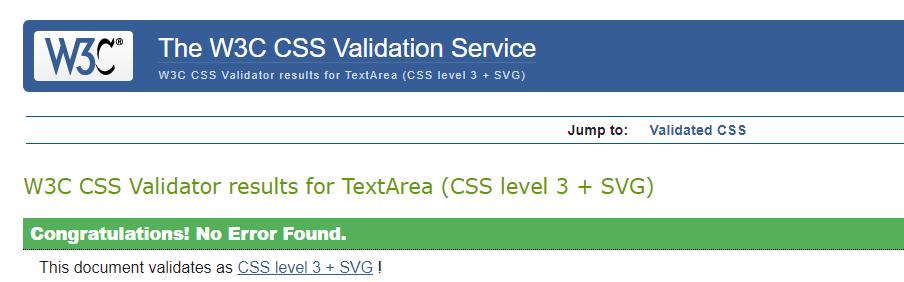 W3C®
The W3C CSS Validation Service
W3C CSS Validator results for TextArea (CSS level 3 + SVG)
Jump to: Validated CSS
W3C CSS Validator results for TextArea (CSS level 3 + SVG)
Congratulations! No Error Found.
This document validates as CSS level 3 + SVG !